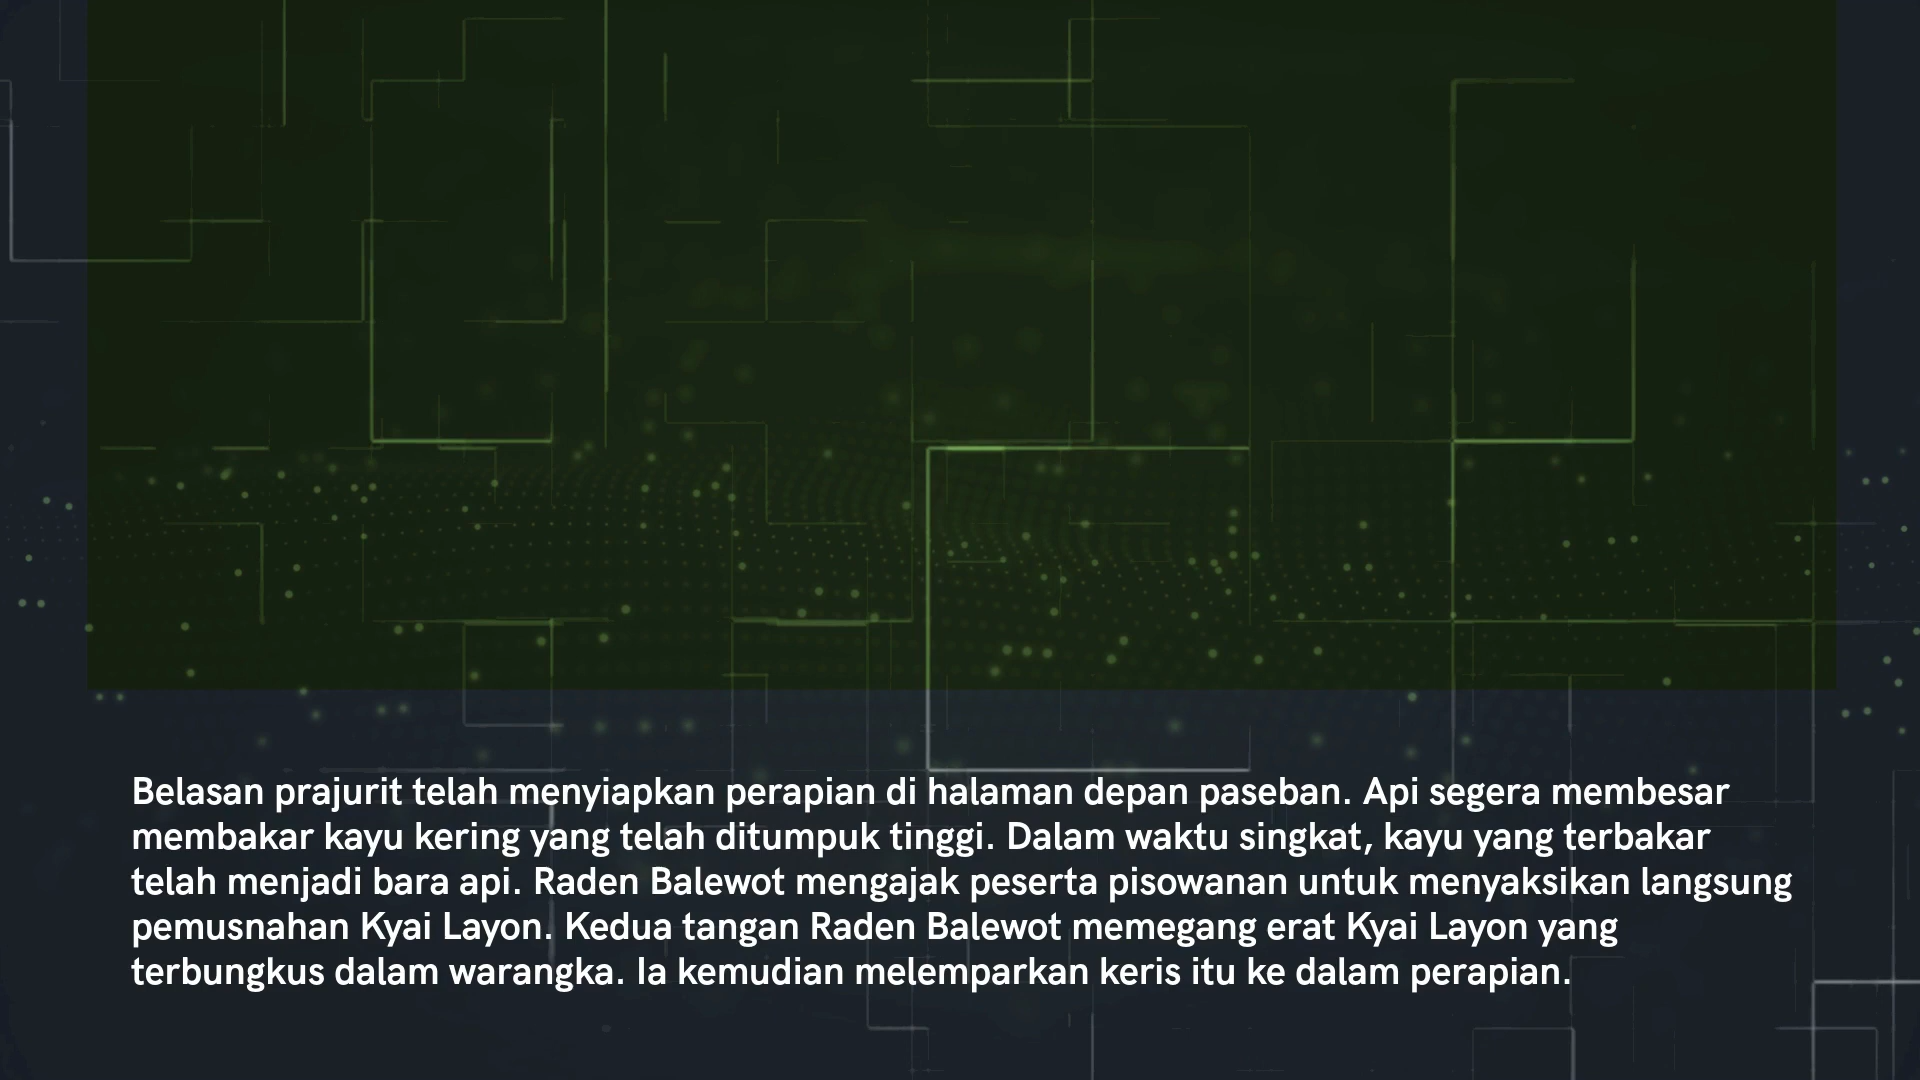 Belasan prajurit telah menyiapkan perapian di halaman depan paseban. Api segera membesar
membakar kayu kering yang telah ditumpuk tinggi. Dalam waktu singkat, kayu yang terbakar
telah menjadi bara api. Raden Balewot mengajak peserta pisowanan untuk menyaksikan langsung
pemusnahan Kyai Layon. Kedua tangan Raden Balewot memegang erat Kyai Layon yang
terbungkus dalam warangka. Ia kemudian melemparkan keris itu ke dalam perapian.